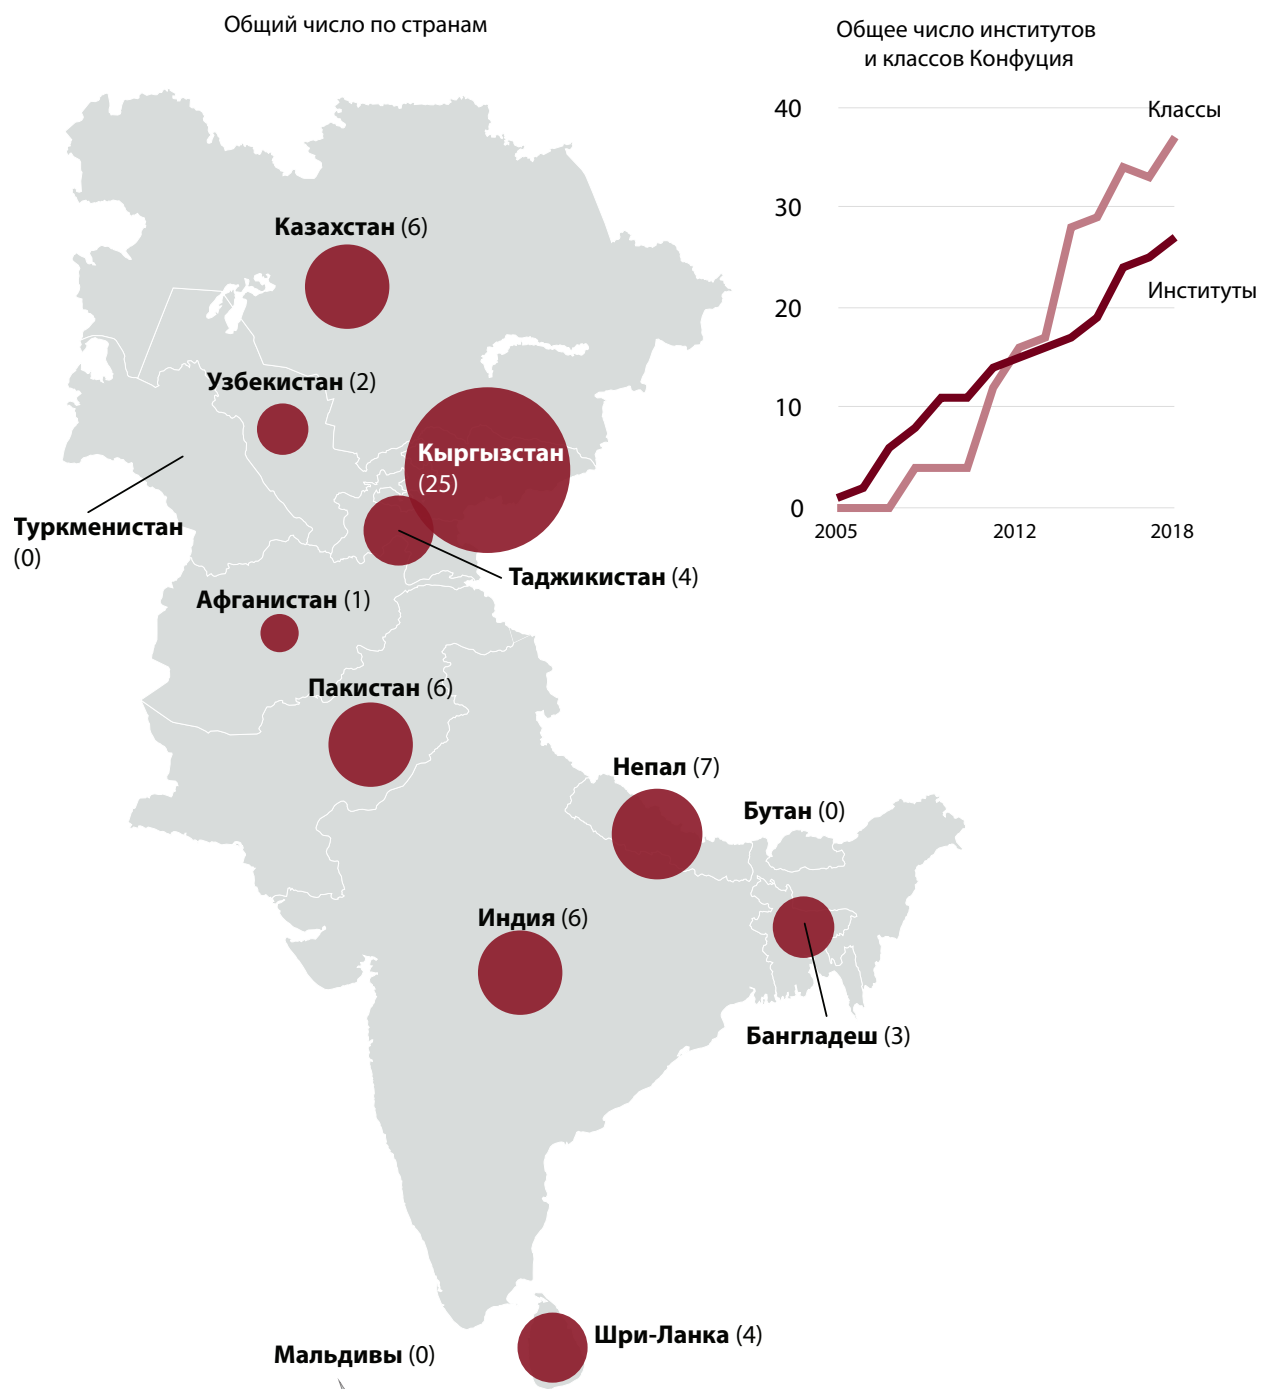 Общий число по странам
Общее число институтов
и классов Конфуция
40
30
20
10
0
2005
2012
2018
Классы
Институты
Казахстан (6)
Узбекистан (2)
Кыргызстан
(25)
Туркменистан
(0)
Таджикистан (4)
Афганистан (1)
Пакистан (6)
Непал (7)
Бутан (0)
Индия (6)
Бангладеш (3)
Шри-Ланка (4)
Мальдивы (0)